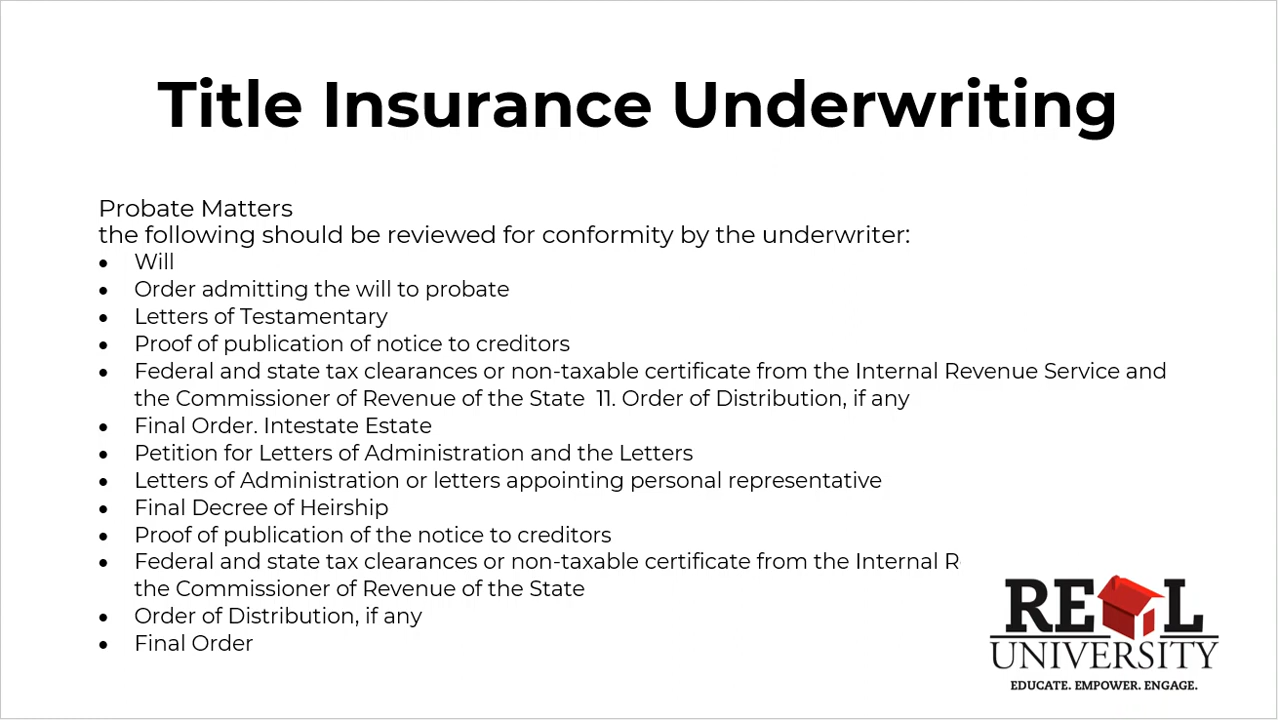 Title Insurance Underwriting
Probate Matters
the following should be reviewed for conformity by the underwriter:
• Will
• Order admitting the will to probate
• Letters of Testamentary
• Proof of publication of notice to creditors
• Federal and state tax clearances or non-taxable certificate from the Internal Revenue Service and
the Commissioner of Revenue of the State 11. Order of Distribution, if any
• Final Order. Intestate Estate
• Petition for Letters of Administration and the Letters
• Letters of Administration or letters appointing personal representative
• Final Decree of Heirship
• Proof of publication of the notice to creditors
• Federal and state tax clearances or non-taxable certificate from the Internal R
the Commissioner of Revenue of the State
• Order of Distribution, if any
• Final Order
RE L
UNIVERSITY
EDUCATE. EMPOWER. ENGAGE.